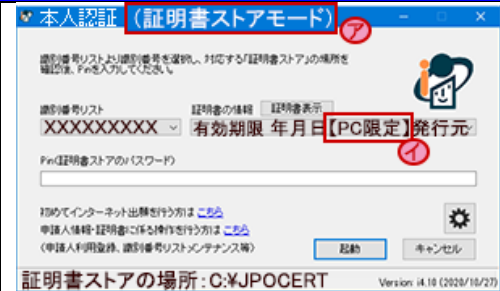 本人認証 (証明書ストアモード)
ア
識別番号リストより識別番号を選択し、対応する「証明書ストア」の場所を
確認後、Pinを入力してください。
識別番号リスト 証明書の情報 証明書表示
XXXXXXXXX 有効期限 年月日【PC限定】発行元
イ
Pin(証明書ストアのパスワード)
初めてインターネット出願を行う方は こちら
申請人情報・証明書に係る操作を行う方は こちら
(申請人利用登録、識別番号リストメンテナンス等)
起動 キャンセル
証明書ストアの場所:C:¥JPOCERT Version: i4.10 (2020/10/27)